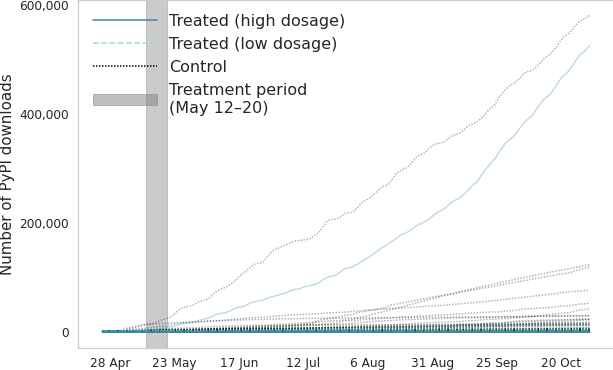 600,000
Treated (high dosage)
Treated (low dosage)
Control
Treatment period
(May 12–20)
400,000
200,000
0
Number of PyPI downloads
28 Apr 23 May 17 Jun 12 Jul 6 Aug 31 Aug 25 Sep 20 Oct